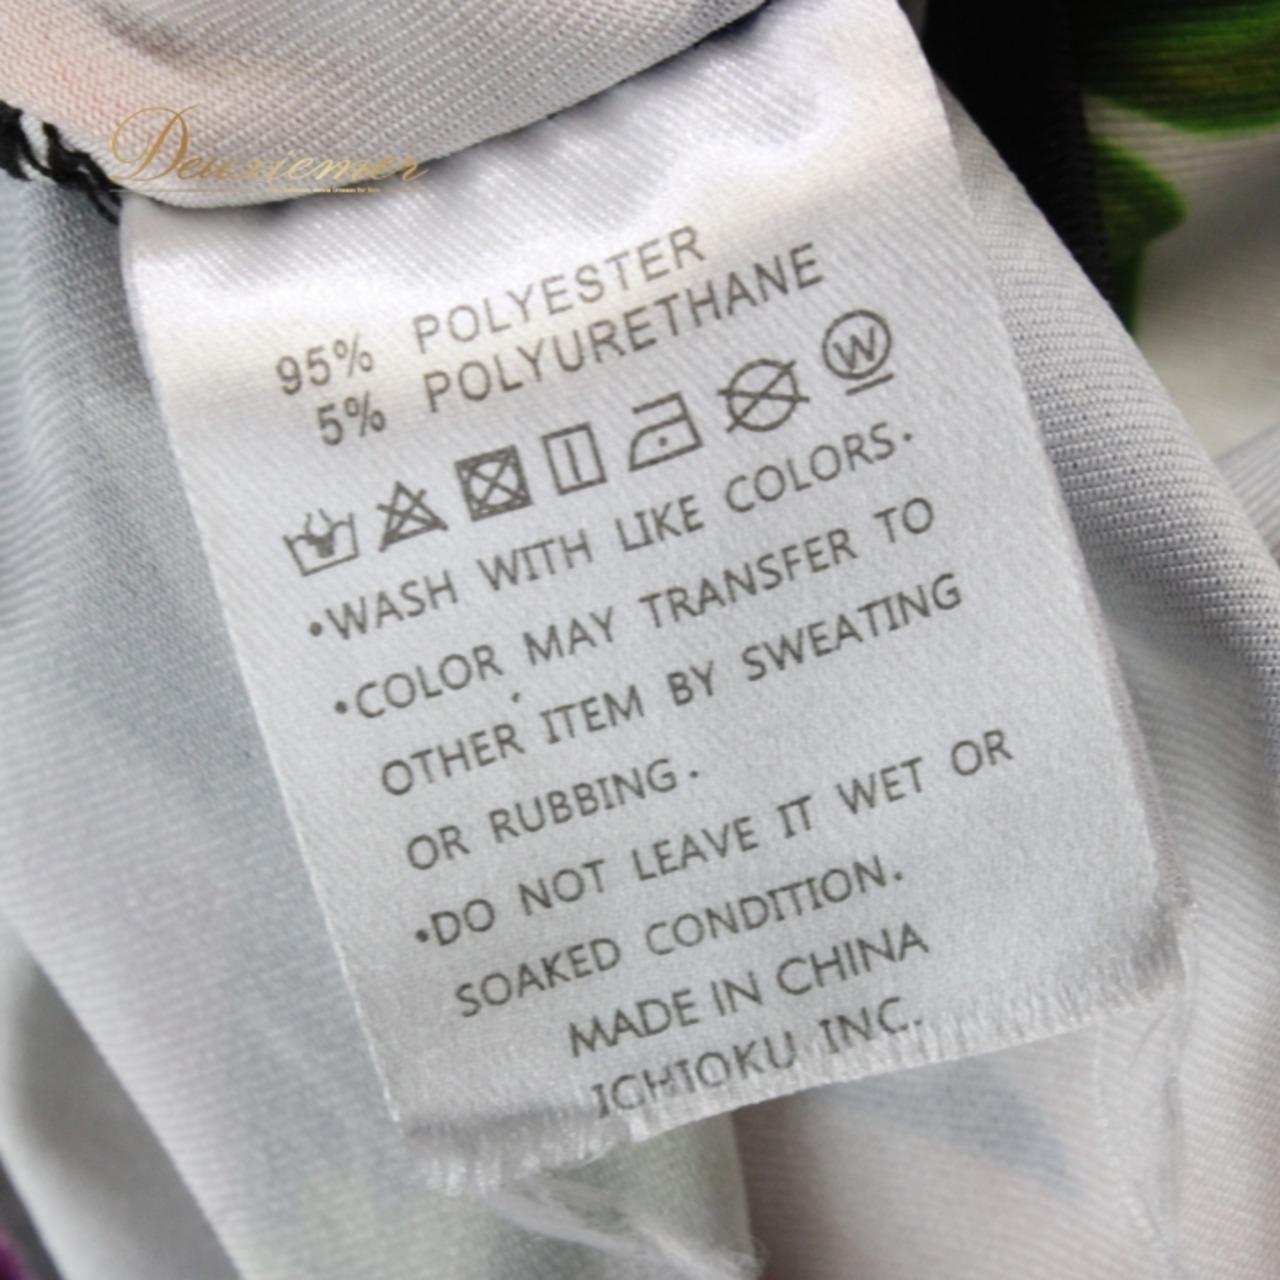 Deuxiemer
95% POLYESTER
5% POLYURETHANE
W
•WASH WITH LIKE COLORS.
•COLOR MAY TRANSFER TO
OTHER ITEM BY SWEATING
OR RUBBING.
•DO NOT LEAVE IT WET OR
SOAKED CONDITION.
MADE IN CHINA
ICHIOKU INC.